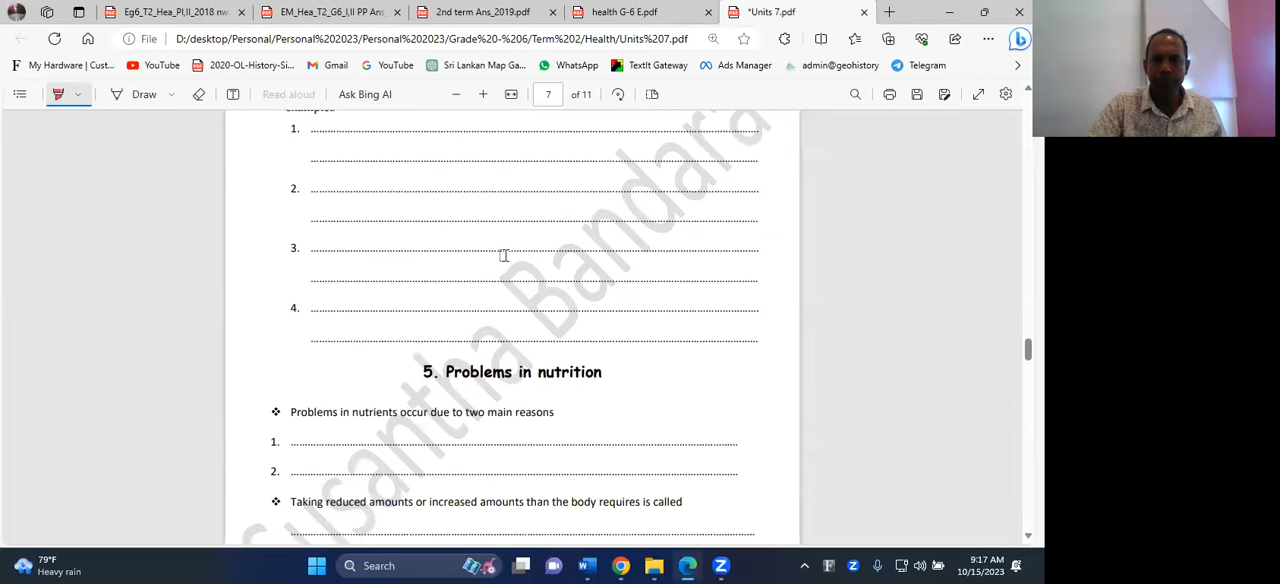 Eg6_T2_Hea_PI,II_2018 nw.
EM_Hea_T2_G6_I,II PP Ans.
2nd term Ans_2019.pdf
health G-6 E.pdf
*Units 7.pdf
File
D:/desktop/Personal/Personal%202023/Personal%202023/Grade%20-%206/Term%202/Health/Units%207.pdf
My Hardware | Cust...
YouTube
2020-OL-History-Si...
Gmail
YouTube
Sri Lankan Map Ga...
WhatsApp
TextIt Gateway
Ads Manager
admin@geohistory
Telegram
Draw
Read aloud
Ask Bing AI
7 of 11
1. ........................................
........................................
2. ........................................
........................................
3. ........................................
........................................
4. ........................................
........................................
5. Problems in nutrition
❖ Problems in nutrients occur due to two main reasons
1. ........................................
2. ........................................
❖ Taking reduced amounts or increased amounts than the body requires is called
........................................
Susantha Bandara
79°F
Heavy rain
Search
9:17 AM
10/15/2023